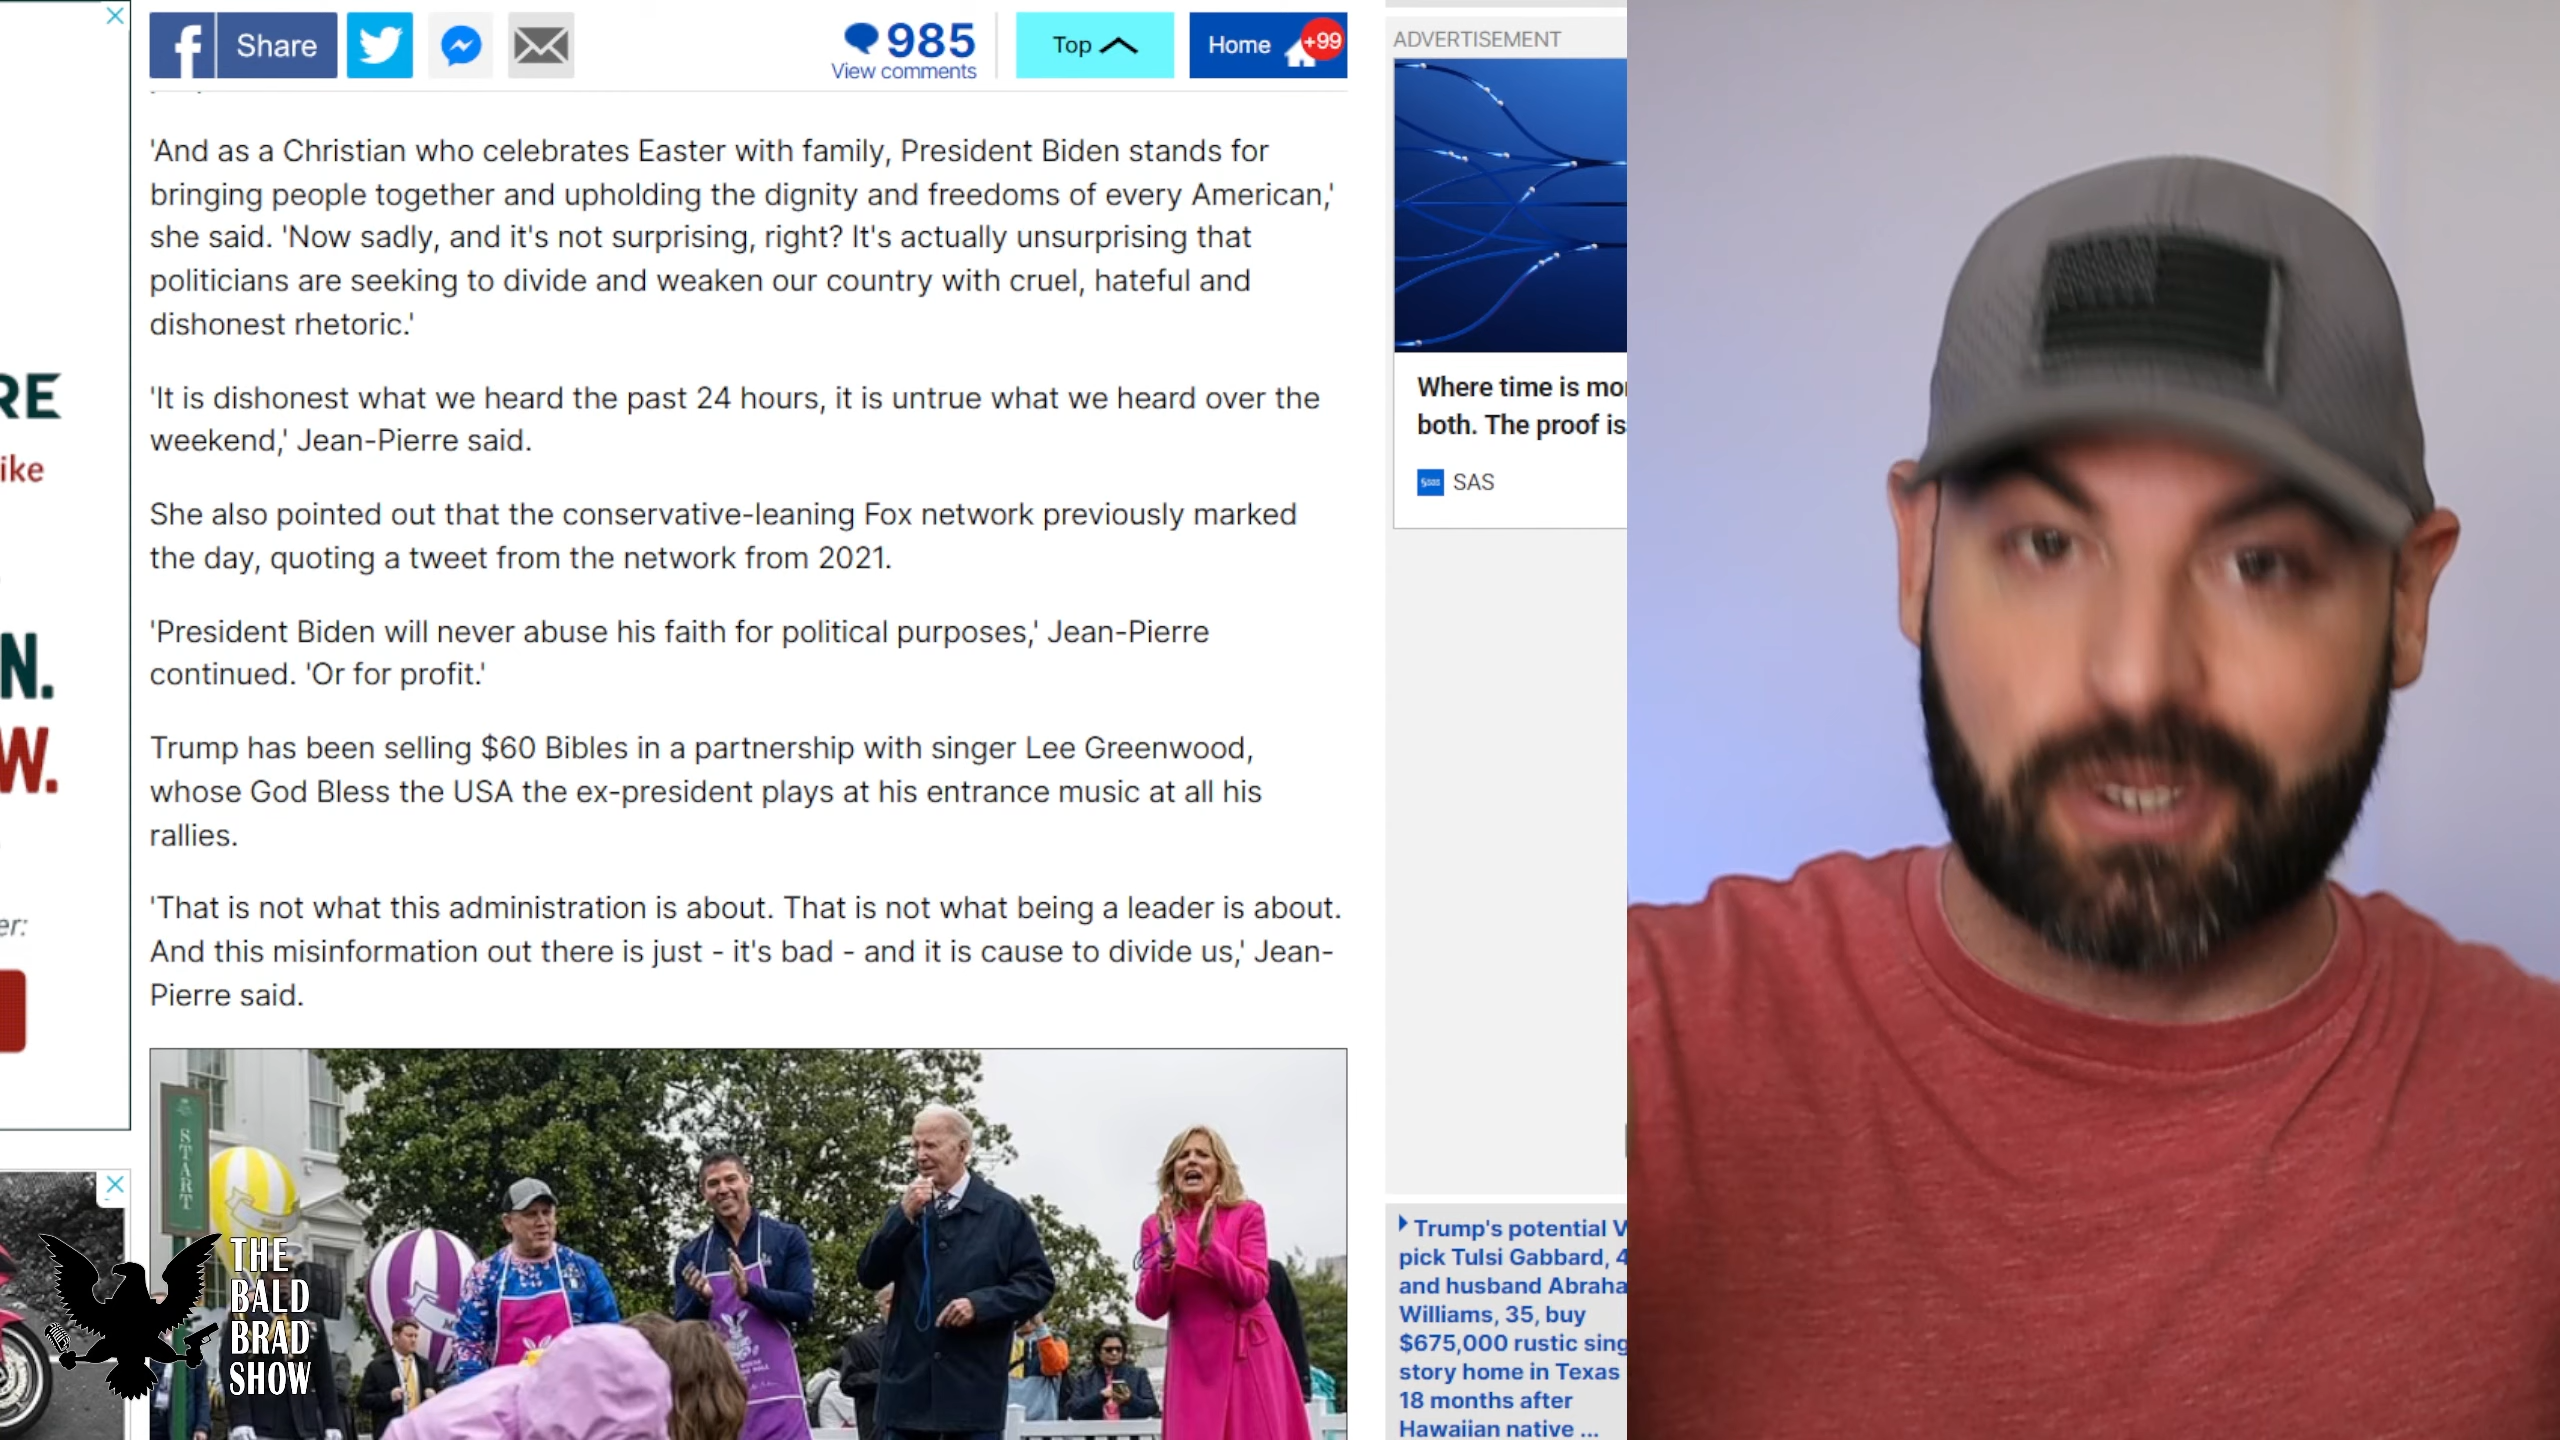 RE
ike
N.
W.
er:
Share
985
View comments
Top
Home
+99
'And as a Christian who celebrates Easter with family, President Biden stands for
bringing people together and upholding the dignity and freedoms of every American,'
she said. 'Now sadly, and it's not surprising, right? It's actually unsurprising that
politicians are seeking to divide and weaken our country with cruel, hateful and
dishonest rhetoric.'
'It is dishonest what we heard the past 24 hours, it is untrue what we heard over the
weekend,' Jean-Pierre said.
She also pointed out that the conservative-leaning Fox network previously marked
the day, quoting a tweet from the network from 2021.
'President Biden will never abuse his faith for political purposes,' Jean-Pierre
continued. 'Or for profit.'
Trump has been selling $60 Bibles in a partnership with singer Lee Greenwood,
whose God Bless the USA the ex-president plays at his entrance music at all his
rallies.
'That is not what this administration is about. That is not what being a leader is about.
And this misinformation out there is just - it's bad - and it is cause to divide us,' Jean-
Pierre said.
START
THE
BALD
BRAD
SHOW
ADVERTISEMENT
Where time is mo
both. The proof is
SAS
Trump's potential V
pick Tulsi Gabbard, 4
and husband Abraha
Williams, 35, buy
$675,000 rustic sing
story home in Texas
18 months after
Hawaiian native ...